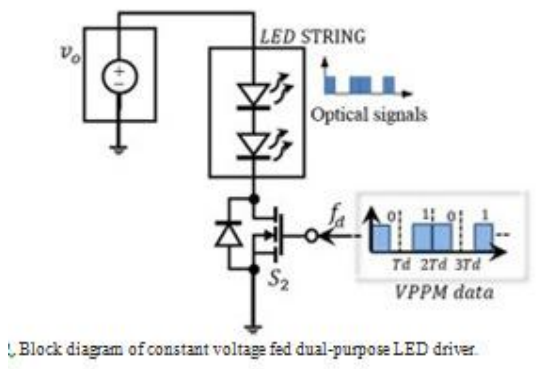 v_o
LED STRING
Optical signals
f_d
0 1 0 1
Td 2Td 3Td
VPPM data
S_2
, Block diagram of constant voltage fed dual-purpose LED driver.